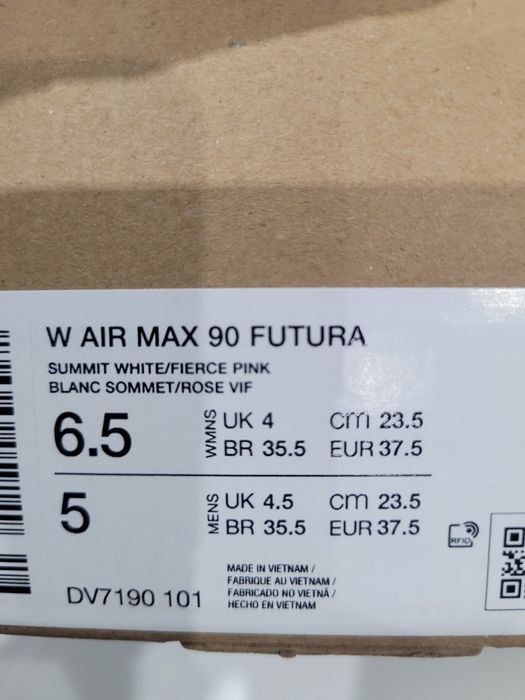 W AIR MAX 90 FUTURA
SUMMIT WHITE/FIERCE PINK
BLANC SOMMET/ROSE VIF
6.5 WMNS UK 4 cm 23.5
BR 35.5 EUR 37.5
5 MENS UK 4.5 cm 23.5
BR 35.5 EUR 37.5
RFID
MADE IN VIETNAM /
FABRIQUE AU VIETNAM /
FABRICADO NO VIETNÃ /
HECHO EN VIETNAM
DV7190 101